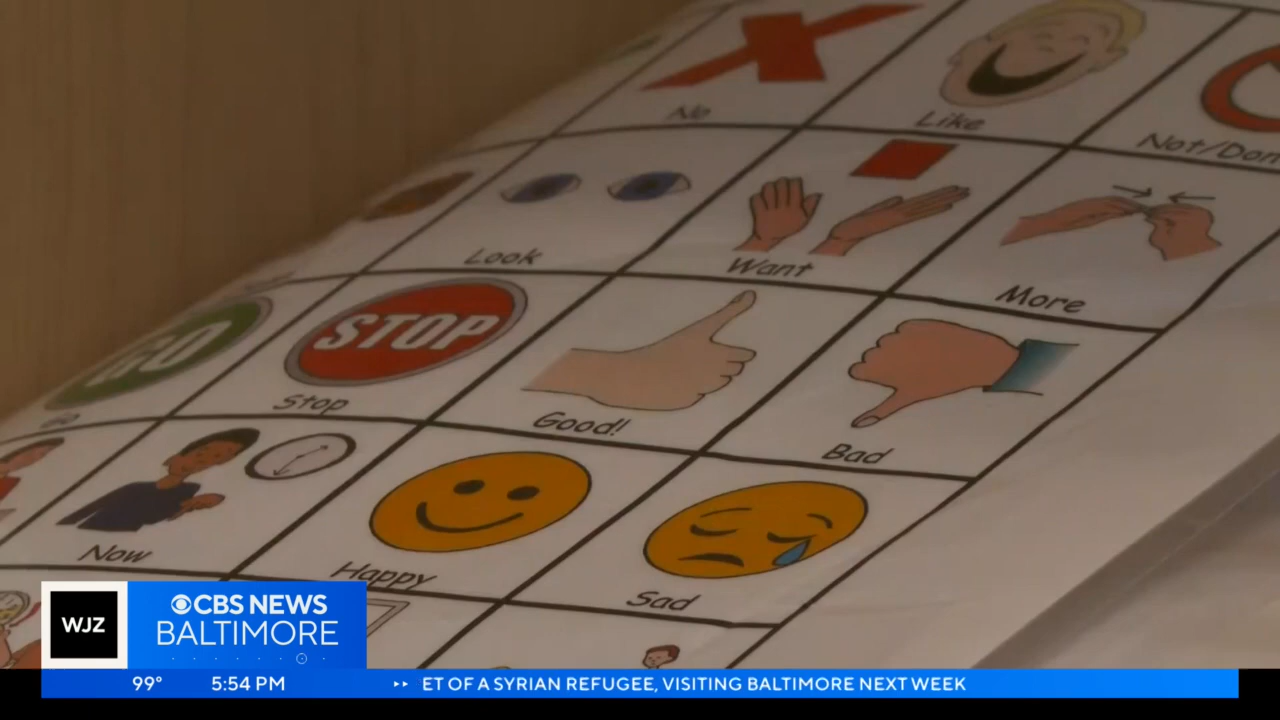 No
Like
Not/Don
Look
Want
More
GO
STOP
Stop
Good!
Bad
Now
Happy
Sad
WJZ
CBS NEWS
BALTIMORE
99° 5:54 PM ET OF A SYRIAN REFUGEE, VISITING BALTIMORE NEXT WEEK